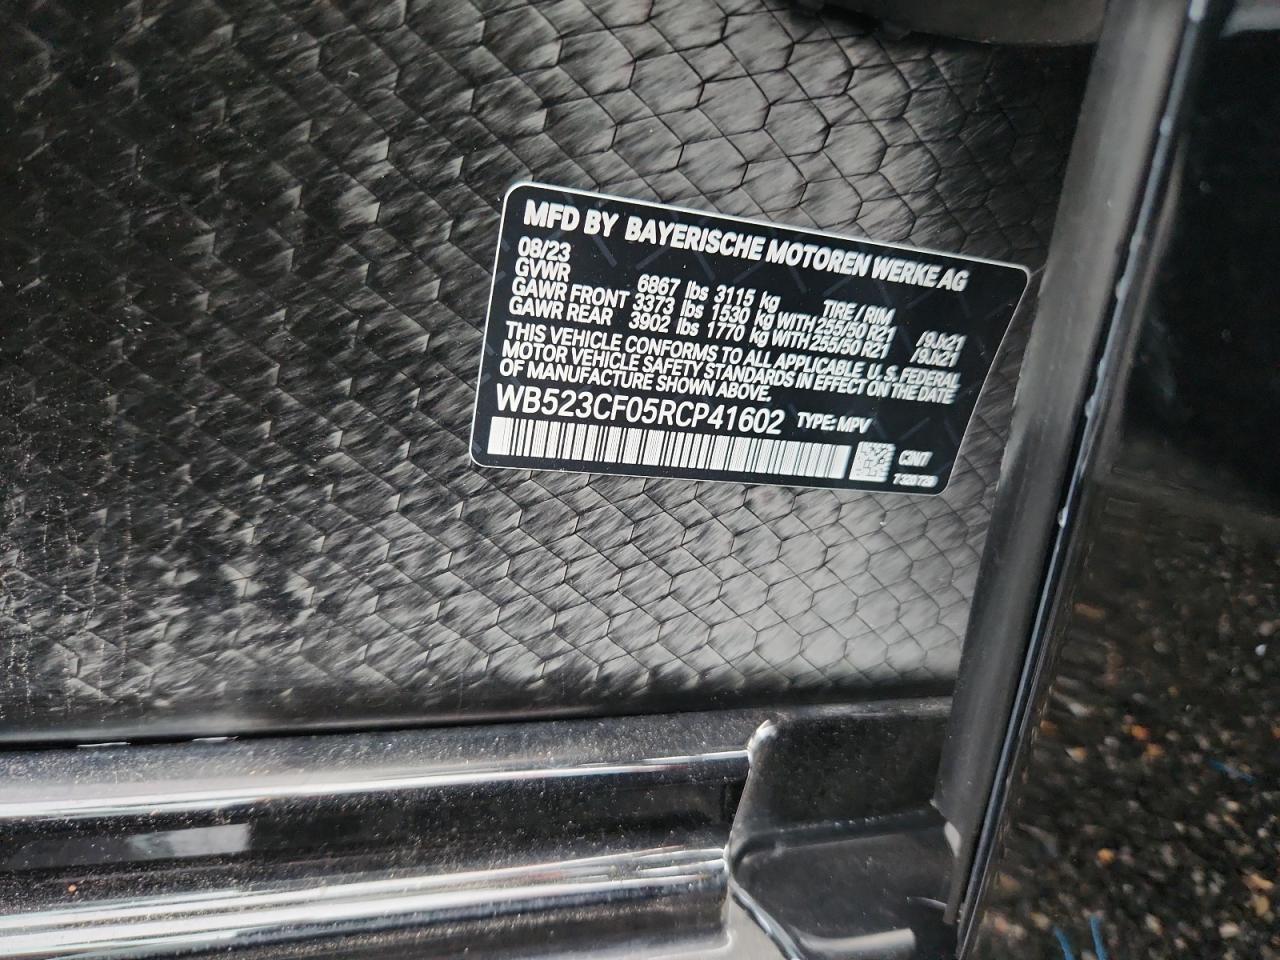 MFD BY BAYERISCHE MOTOREN WERKE AG
08/23
GVWR 6867 lbs 3115 kg TIRE / RIM
GAWR FRONT 3373 lbs 1530 kg WITH 255/50 R21 /9Jx21
GAWR REAR 3902 lbs 1770 kg WITH 255/50 R21 /9Jx21
THIS VEHICLE CONFORMS TO ALL APPLICABLE U.S. FEDERAL
MOTOR VEHICLE SAFETY STANDARDS IN EFFECT ON THE DATE
OF MANUFACTURE SHOWN ABOVE.
WB523CF05RCP41602 TYPE: MPV